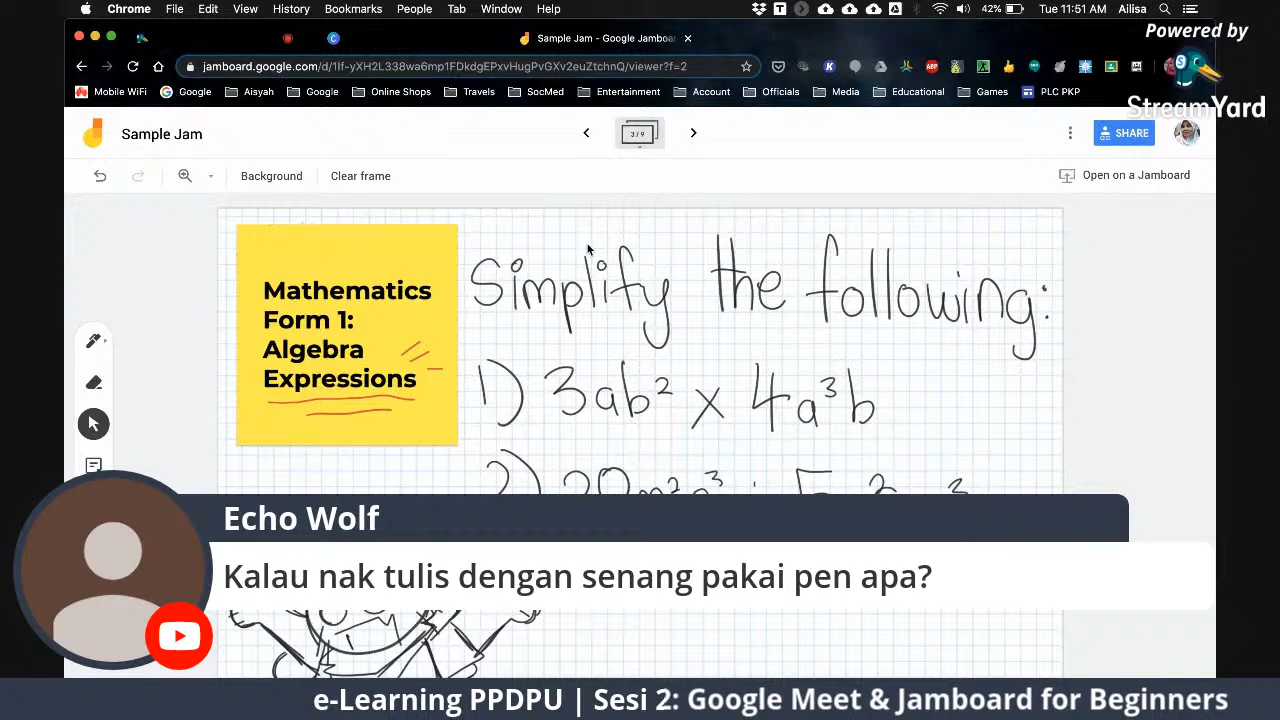 Chrome File Edit View History Bookmarks People Tab Window Help 42% Tue 11:51 AM Ailisa
Powered by
StreamYard
Sample Jam - Google Jamboa
jamboard.google.com/d/1If-yXH2L338wa6mp1FDkdgEPxvHugPvGXv2euZtchnQ/viewer?f=2
Mobile WiFi Google Aisyah Google Online Shops Travels SocMed Entertainment Account Officials Media Educational Games PLC PKP
Sample Jam
3 / 9
SHARE
Background Clear frame
Open on a Jamboard
Mathematics
Form 1:
Algebra
Expressions
Simplify the following:
1) 3ab² × 4a³b
2)
Echo Wolf
Kalau nak tulis dengan senang pakai pen apa?
e-Learning PPDPU | Sesi 2: Google Meet & Jamboard for Beginners